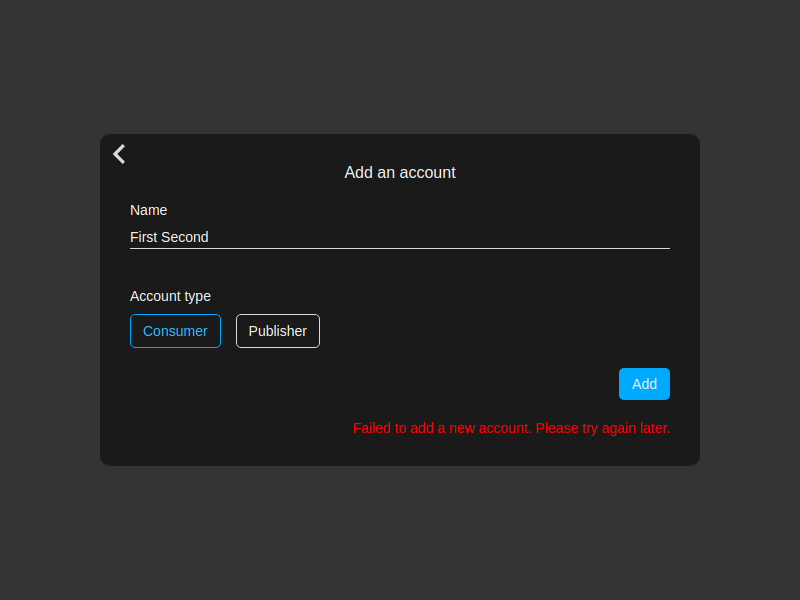 Add an account
Name
First Second
Account type
Consumer Publisher
Add
Failed to add a new account. Please try again later.